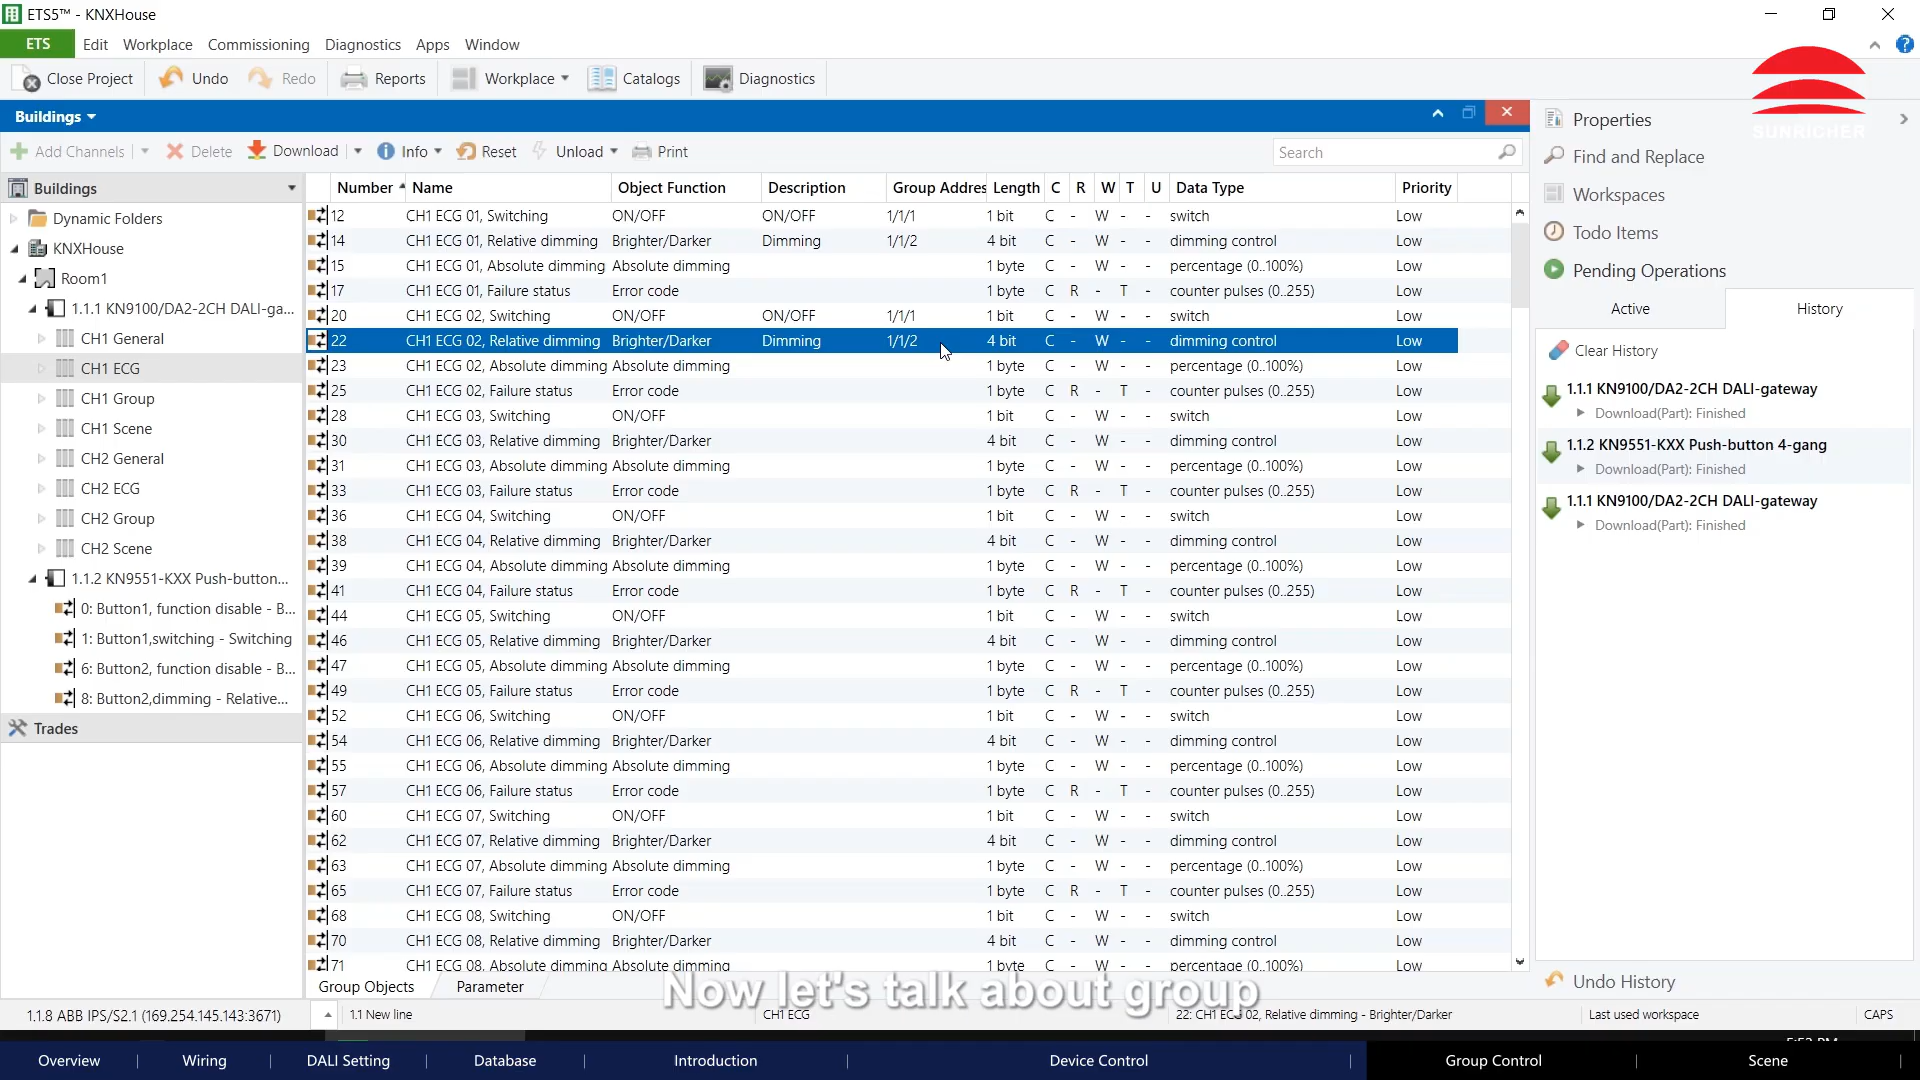 ETS5™ - KNXHouse
ETS Edit Workplace Commissioning Diagnostics Apps Window
Close Project Undo Redo Reports Workplace Catalogs Diagnostics
SUNRICHER
Buildings
Add Channels Delete Download Info Reset Unload Print Search
Buildings
Dynamic Folders
KNXHouse
Room1
1.1.1 KN9100/DA2-2CH DALI-ga...
CH1 General
CH1 ECG
CH1 Group
CH1 Scene
CH2 General
CH2 ECG
CH2 Group
CH2 Scene
1.1.2 KN9551-KXX Push-button...
0: Button1, function disable - B...
1: Button1,switching - Switching
6: Button2, function disable - B...
8: Button2,dimming - Relative...
Trades
Number Name Object Function Description Group Addres Length C R W T U Data Type Priority
12 CH1 ECG 01, Switching ON/OFF ON/OFF 1/1/1 1 bit C - W - - switch Low
14 CH1 ECG 01, Relative dimming Brighter/Darker Dimming 1/1/2 4 bit C - W - - dimming control Low
15 CH1 ECG 01, Absolute dimming Absolute dimming 1 byte C - W - - percentage (0..100%) Low
17 CH1 ECG 01, Failure status Error code 1 byte C R - T - counter pulses (0..255) Low
20 CH1 ECG 02, Switching ON/OFF ON/OFF 1/1/1 1 bit C - W - - switch Low
22 CH1 ECG 02, Relative dimming Brighter/Darker Dimming 1/1/2 4 bit C - W - - dimming control Low
23 CH1 ECG 02, Absolute dimming Absolute dimming 1 byte C - W - - percentage (0..100%) Low
25 CH1 ECG 02, Failure status Error code 1 byte C R - T - counter pulses (0..255) Low
28 CH1 ECG 03, Switching ON/OFF 1 bit C - W - - switch Low
30 CH1 ECG 03, Relative dimming Brighter/Darker 4 bit C - W - - dimming control Low
31 CH1 ECG 03, Absolute dimming Absolute dimming 1 byte C - W - - percentage (0..100%) Low
33 CH1 ECG 03, Failure status Error code 1 byte C R - T - counter pulses (0..255) Low
36 CH1 ECG 04, Switching ON/OFF 1 bit C - W - - switch Low
38 CH1 ECG 04, Relative dimming Brighter/Darker 4 bit C - W - - dimming control Low
39 CH1 ECG 04, Absolute dimming Absolute dimming 1 byte C - W - - percentage (0..100%) Low
41 CH1 ECG 04, Failure status Error code 1 byte C R - T - counter pulses (0..255) Low
44 CH1 ECG 05, Switching ON/OFF 1 bit C - W - - switch Low
46 CH1 ECG 05, Relative dimming Brighter/Darker 4 bit C - W - - dimming control Low
47 CH1 ECG 05, Absolute dimming Absolute dimming 1 byte C - W - - percentage (0..100%) Low
49 CH1 ECG 05, Failure status Error code 1 byte C R - T - counter pulses (0..255) Low
52 CH1 ECG 06, Switching ON/OFF 1 bit C - W - - switch Low
54 CH1 ECG 06, Relative dimming Brighter/Darker 4 bit C - W - - dimming control Low
55 CH1 ECG 06, Absolute dimming Absolute dimming 1 byte C - W - - percentage (0..100%) Low
57 CH1 ECG 06, Failure status Error code 1 byte C R - T - counter pulses (0..255) Low
60 CH1 ECG 07, Switching ON/OFF 1 bit C - W - - switch Low
62 CH1 ECG 07, Relative dimming Brighter/Darker 4 bit C - W - - dimming control Low
63 CH1 ECG 07, Absolute dimming Absolute dimming 1 byte C - W - - percentage (0..100%) Low
65 CH1 ECG 07, Failure status Error code 1 byte C R - T - counter pulses (0..255) Low
68 CH1 ECG 08, Switching ON/OFF 1 bit C - W - - switch Low
70 CH1 ECG 08, Relative dimming Brighter/Darker 4 bit C - W - - dimming control Low
71 CH1 ECG 08, Absolute dimming Absolute dimming 1 byte C - W - - percentage (0..100%) Low
Group Objects Parameter
Now let's talk about group
Properties
Find and Replace
Workspaces
Todo Items
Pending Operations
Active History
Clear History
1.1.1 KN9100/DA2-2CH DALI-gateway
Download(Part): Finished
1.1.2 KN9551-KXX Push-button 4-gang
Download(Part): Finished
1.1.1 KN9100/DA2-2CH DALI-gateway
Download(Part): Finished
Undo History
1.1.8 ABB IPS/S2.1 (169.254.145.143:3671) 1.1 New line CH1 ECG 22: CH1 ECG 02, Relative dimming - Brighter/Darker Last used workspace CAPS
Overview Wiring DALI Setting Database Introduction Device Control Group Control Scene